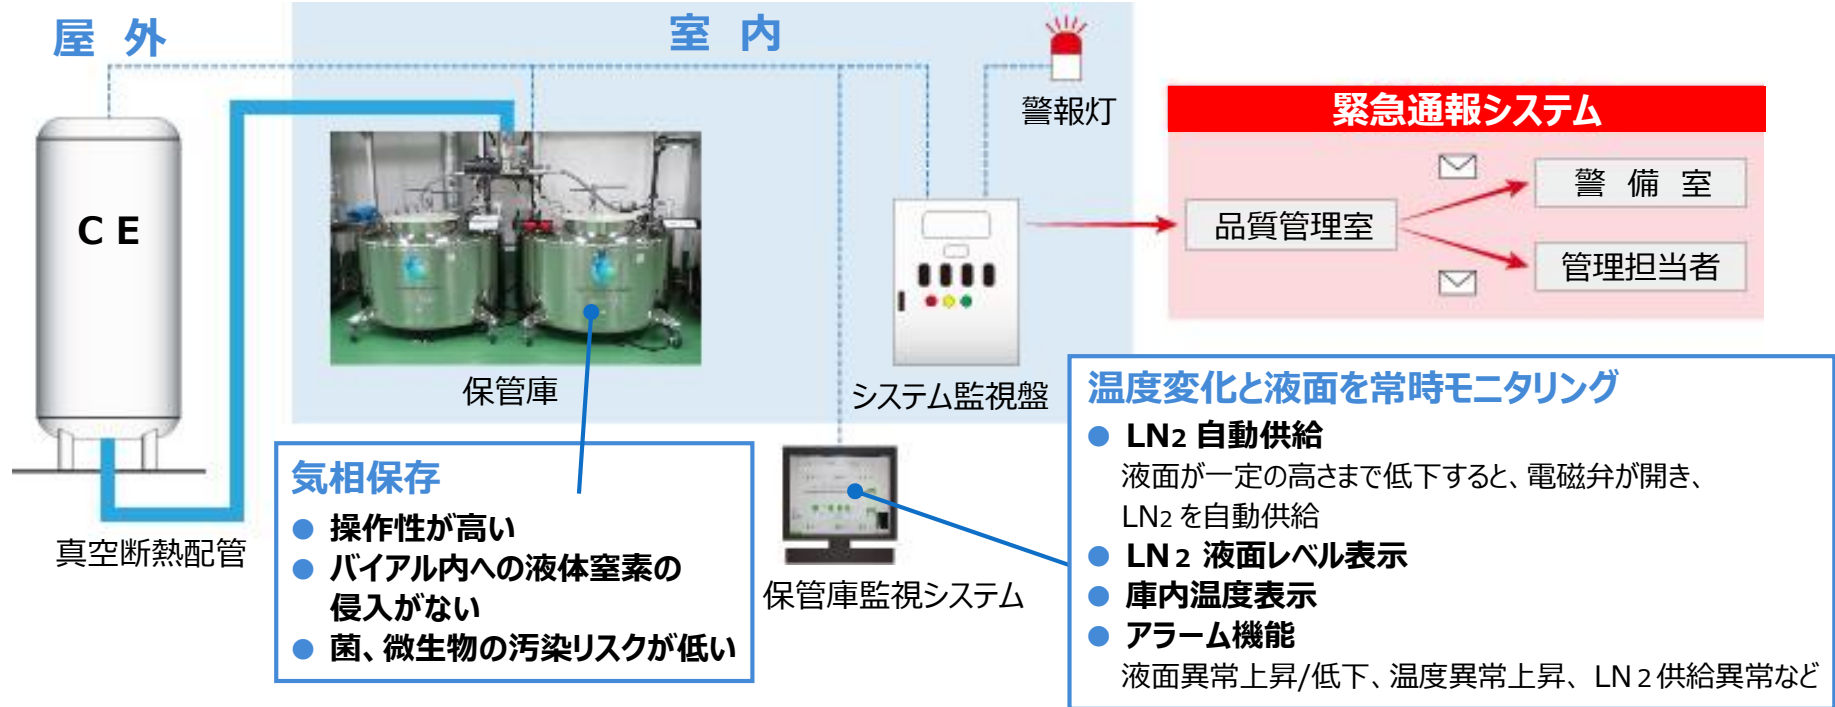 屋 外
室 内
警報灯
緊急通報システム
警 備 室
品質管理室
管理担当者
C E
保管庫
システム監視盤
真空断熱配管
気相保存
● 操作性が高い
● バイアル内への液体窒素の
侵入がない
● 菌、微生物の汚染リスクが低い
保管庫監視システム
温度変化と液面を常時モニタリング
● LN2 自動供給
液面が一定の高さまで低下すると、電磁弁が開き、
LN2 を自動供給
● LN2 液面レベル表示
● 庫内温度表示
● アラーム機能
液面異常上昇/低下、温度異常上昇、LN2供給異常など